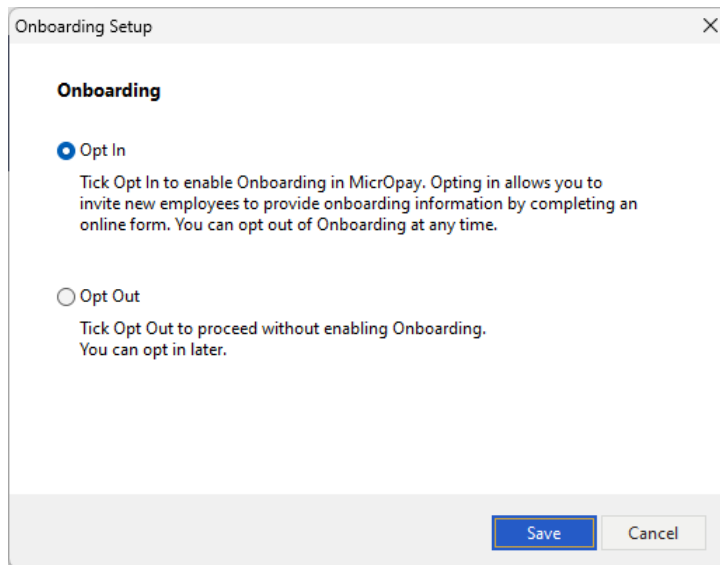 Onboarding Setup
Onboarding
Opt In
Tick Opt In to enable Onboarding in MicrOpay. Opting in allows you to
invite new employees to provide onboarding information by completing an
online form. You can opt out of Onboarding at any time.
Opt Out
Tick Opt Out to proceed without enabling Onboarding.
You can opt in later.
Save Cancel